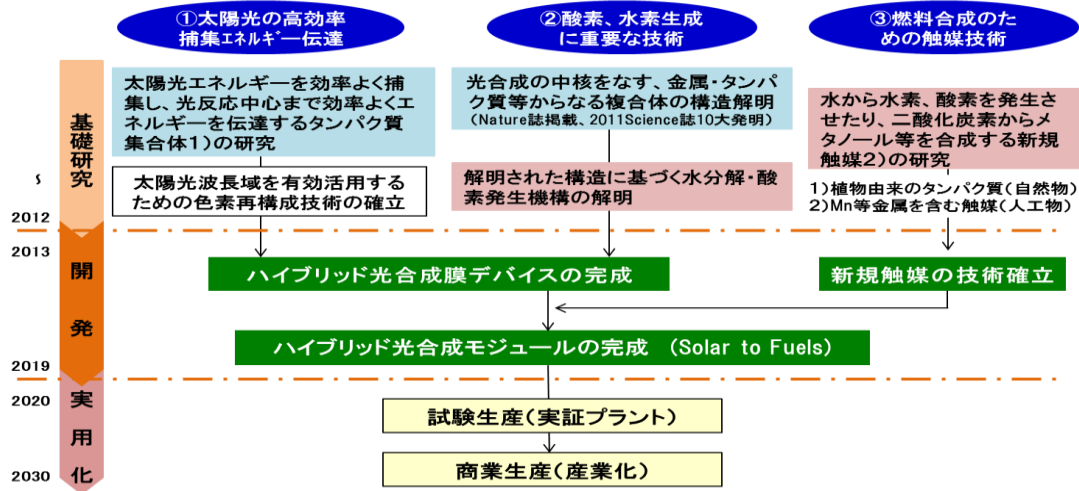 ①太陽光の高効率
捕集ｴﾈﾙｷﾞｰ伝達
②酸素、水素生成
に重要な技術
③燃料合成のた
めの触媒技術
基礎研究
～
2012
太陽光エネルギーを効率よく捕
集し、光反応中心まで効率よくエ
ネルギーを伝達するタンパク質
集合体1)の研究
太陽光波長域を有効活用する
ための色素再構成技術の確立
光合成の中核をなす、金属・タンパ
ク質等からなる複合体の構造解明
(Nature誌掲載、2011Science誌10大発明)
解明された構造に基づく水分解・酸
素発生機構の解明
水から水素、酸素を発生さ
せたり、二酸化炭素からメ
タノール等を合成する新規
触媒2)の研究
1)植物由来のタンパク質(自然物)
2)Mn等金属を含む触媒(人工物)
2013
開発
2019
ハイブリッド光合成膜デバイスの完成
新規触媒の技術確立
ハイブリッド光合成モジュールの完成 (Solar to Fuels)
2020
実用化
2030
試験生産(実証プラント)
商業生産(産業化)